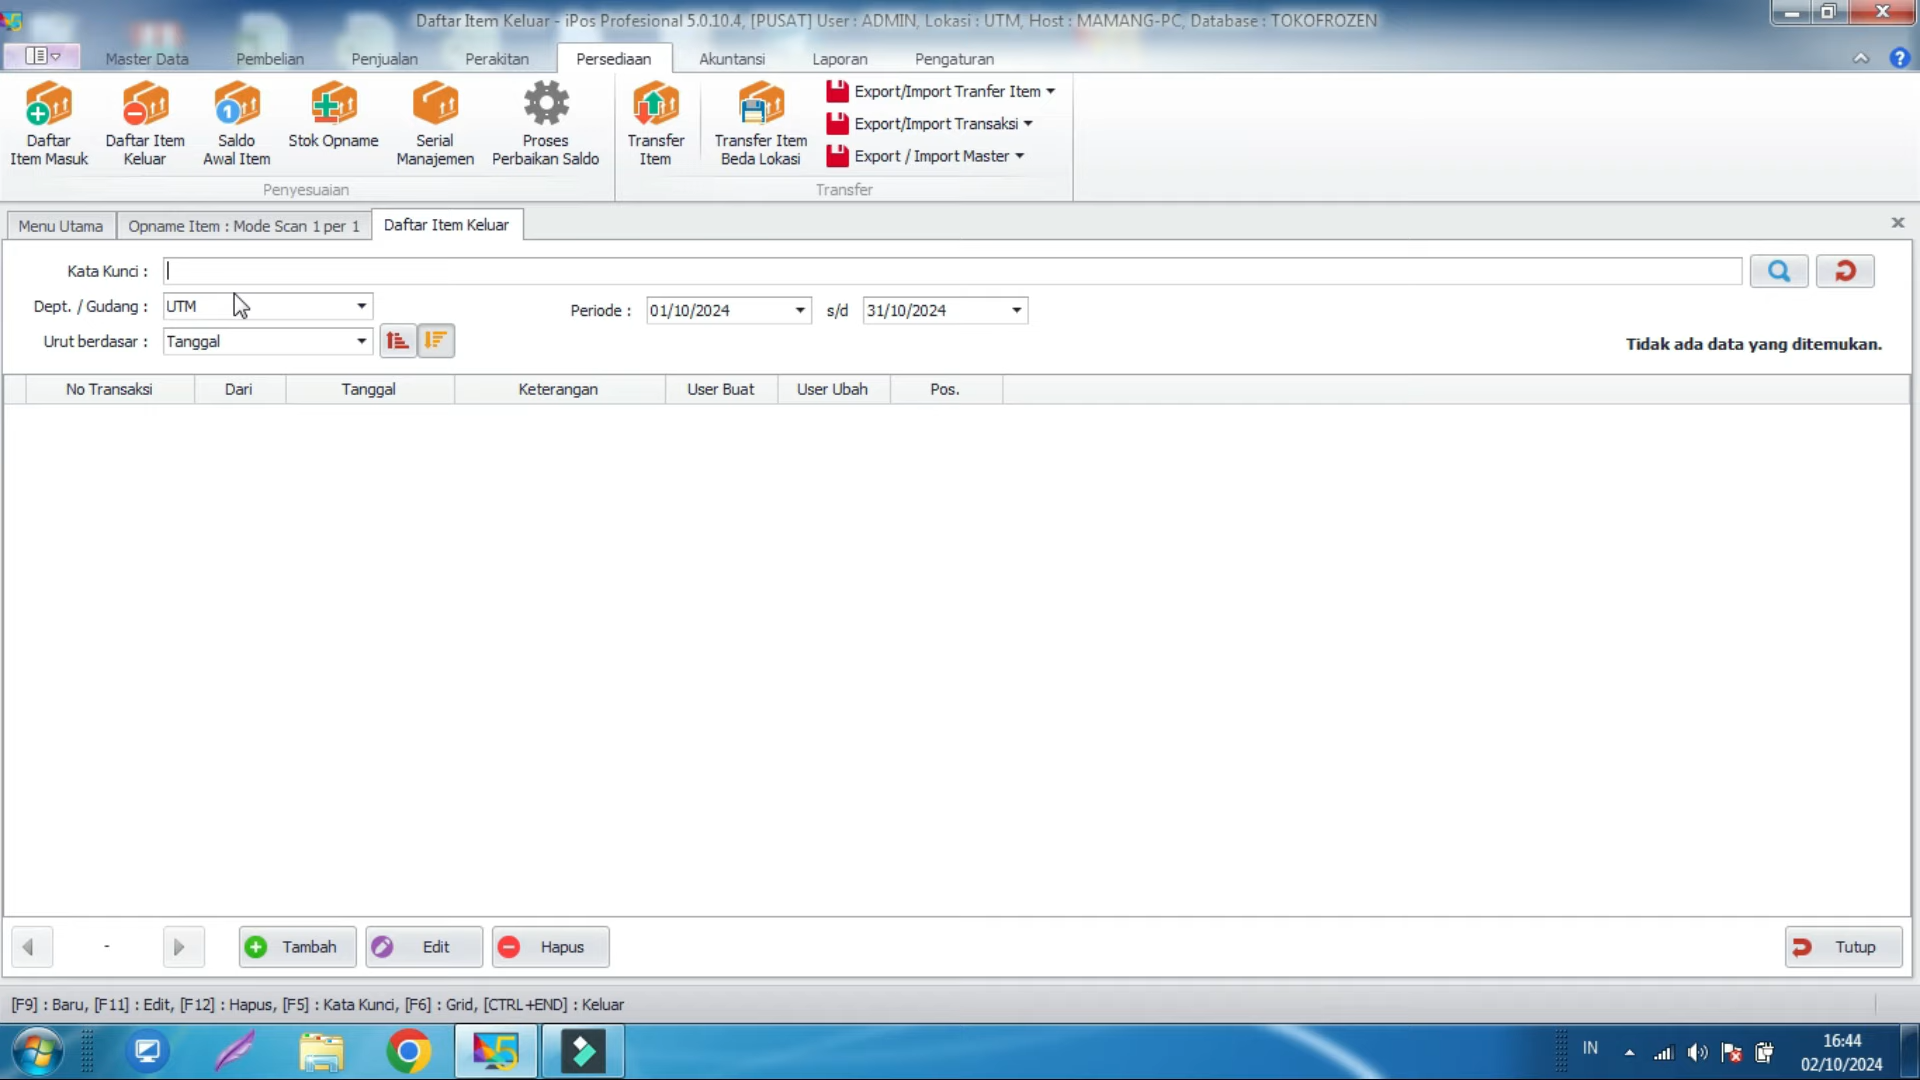 Daftar Item Keluar - iPos Profesional 5.0.10.4, [PUSAT] User : ADMIN, Lokasi : UTM, Host : MAMANG-PC, Database : TOKOFROZEN
Master Data Pembelian Penjualan Perakitan Persediaan Akuntansi Laporan Pengaturan
Daftar Item Masuk
Daftar Item Keluar
Saldo Awal Item
Stok Opname
Serial Manajemen
Proses Perbaikan Saldo
Transfer Item
Transfer Item Beda Lokasi
Export/Import Tranfer Item
Export/Import Transaksi
Export / Import Master
Penyesuaian Transfer
Menu Utama Opname Item : Mode Scan 1 per 1 Daftar Item Keluar
Kata Kunci :
Dept. / Gudang : UTM Periode : 01/10/2024 s/d 31/10/2024
Urut berdasar : Tanggal
Tidak ada data yang ditemukan.
No Transaksi Dari Tanggal Keterangan User Buat User Ubah Pos.
- Tambah Edit Hapus Tutup
[F9] : Baru, [F11] : Edit, [F12] : Hapus, [F5] : Kata Kunci, [F6] : Grid, [CTRL+END] : Keluar
IN 16:44
02/10/2024